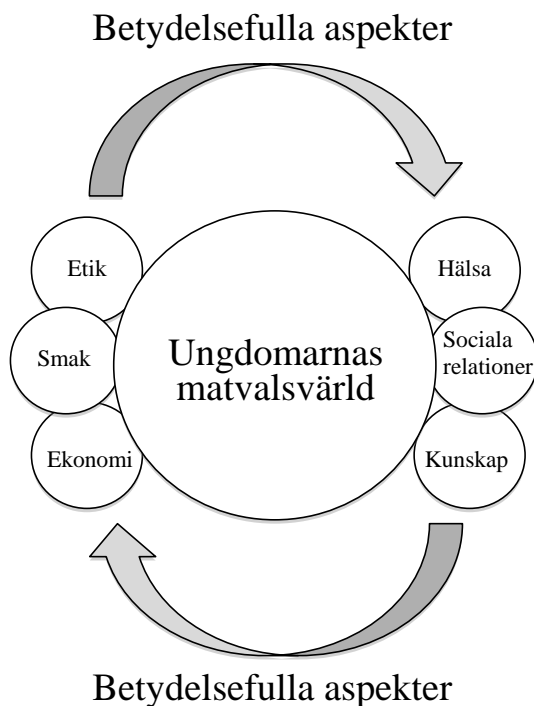 Betydelsefulla aspekter
Etik
Hälsa
Smak
Ungdomarnas
matvalsvärld
Sociala
relationer
Ekonomi
Kunskap
Betydelsefulla aspekter